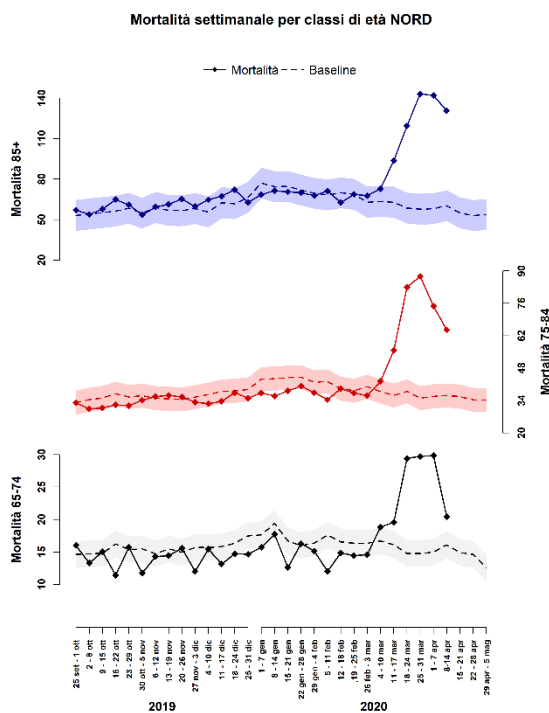 Mortalità settimanale per classi di età NORD
Mortalità
Baseline
Mortalità 85+
140
110
80
50
20
Mortalità 75-84
90
76
62
48
34
20
Mortalità 65-74
30
25
20
15
10
25 set - 1 ott
2 - 8 ott
9 - 15 ott
16 - 22 ott
23 - 29 ott
30 ott - 5 nov
6 - 12 nov
13 - 19 nov
20 - 26 nov
27 nov - 3 dic
4 - 10 dic
11 - 17 dic
18 - 24 dic
25 - 31 dic
1 - 7 gen
8 - 14 gen
15 - 21 gen
22 gen - 28 gen
29 gen - 4 feb
5 - 11 feb
12 - 18 feb
19 - 25 feb
26 feb - 3 mar
4 - 10 mar
11 - 17 mar
18 - 24 mar
25 - 31 mar
1 - 7 apr
8-14 apr
15 - 21 apr
22 - 28 apr
29 apr - 5 mag
2019
2020